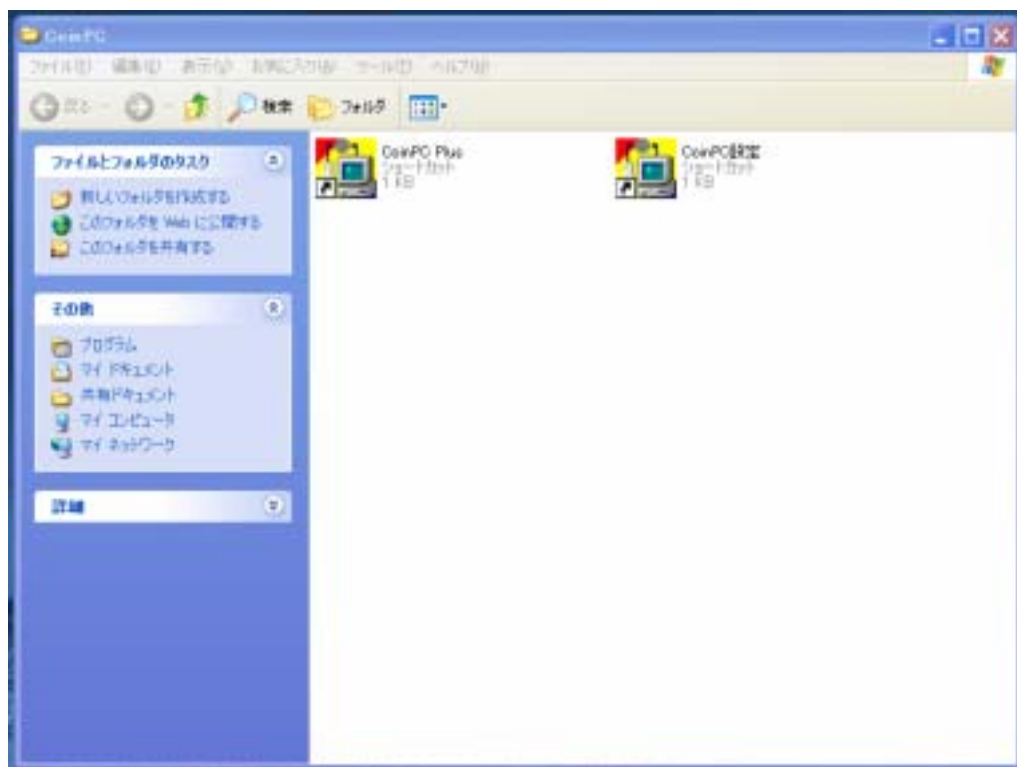 CoinPC
ファイル(F) 編集(E) 表示(V) お気に入り(A) ツール(T) ヘルプ(H)
戻る 検索 フォルダ
ファイルとフォルダのタスク
新しいフォルダを作成する
このフォルダを Web に公開する
このフォルダを共有する
その他
プログラム
マイ ドキュメント
共有ドキュメント
マイ コンピュータ
マイ ネットワーク
詳細
CoinPC Plus
ショートカット
1 KB
CoinPC設定
ショートカット
1 KB